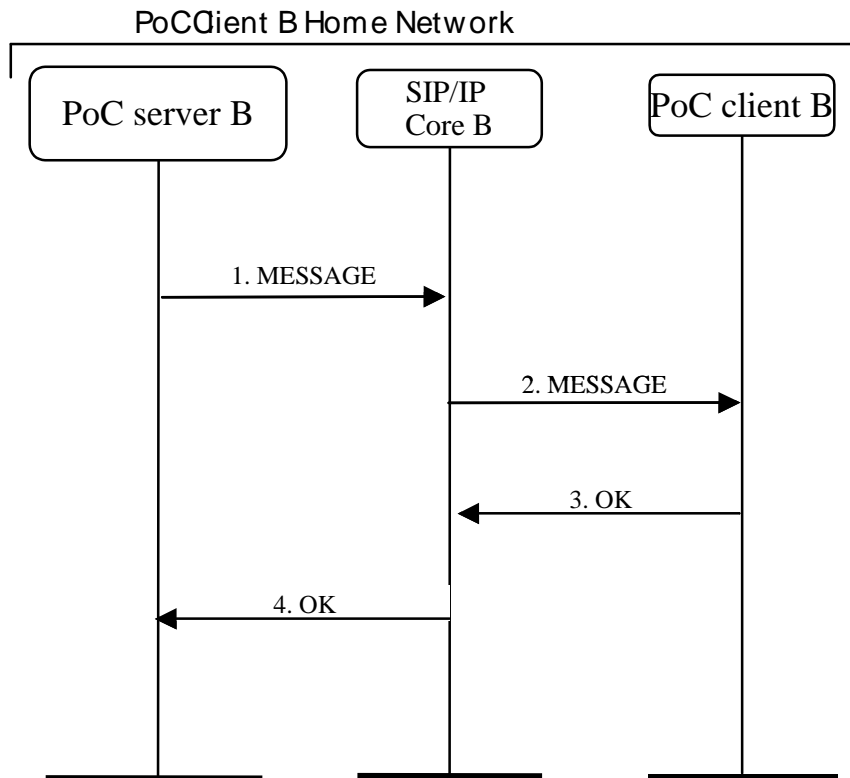 PoCClient B Home Network
PoC server B
SIP/IP
Core B
PoC client B
1. MESSAGE
2. MESSAGE
3. OK
4. OK